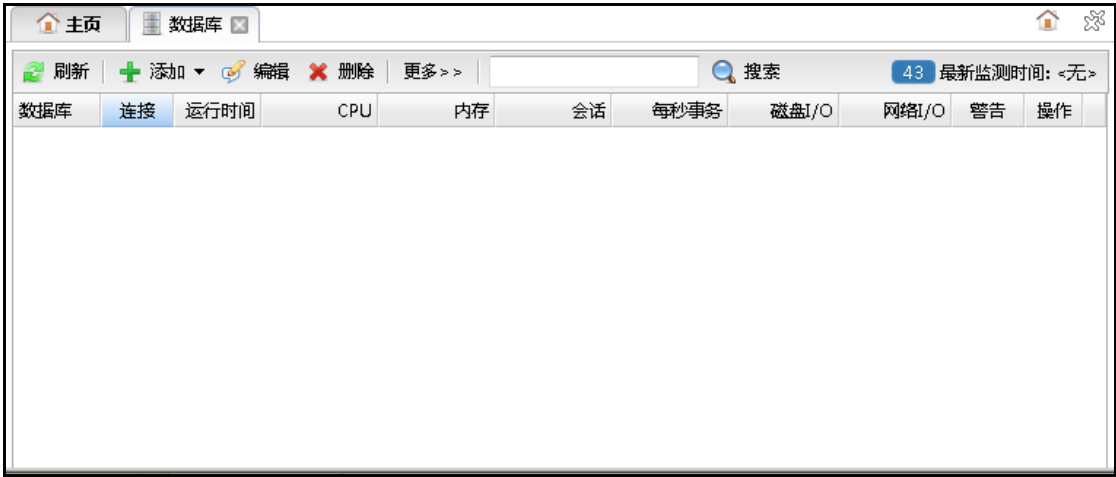 主页 数据库
刷新 添加 编辑 删除 更多>> 搜索 43 最新监测时间: <无>
数据库 连接 运行时间 CPU 内存 会话 每秒事务 磁盘I/O 网络I/O 警告 操作